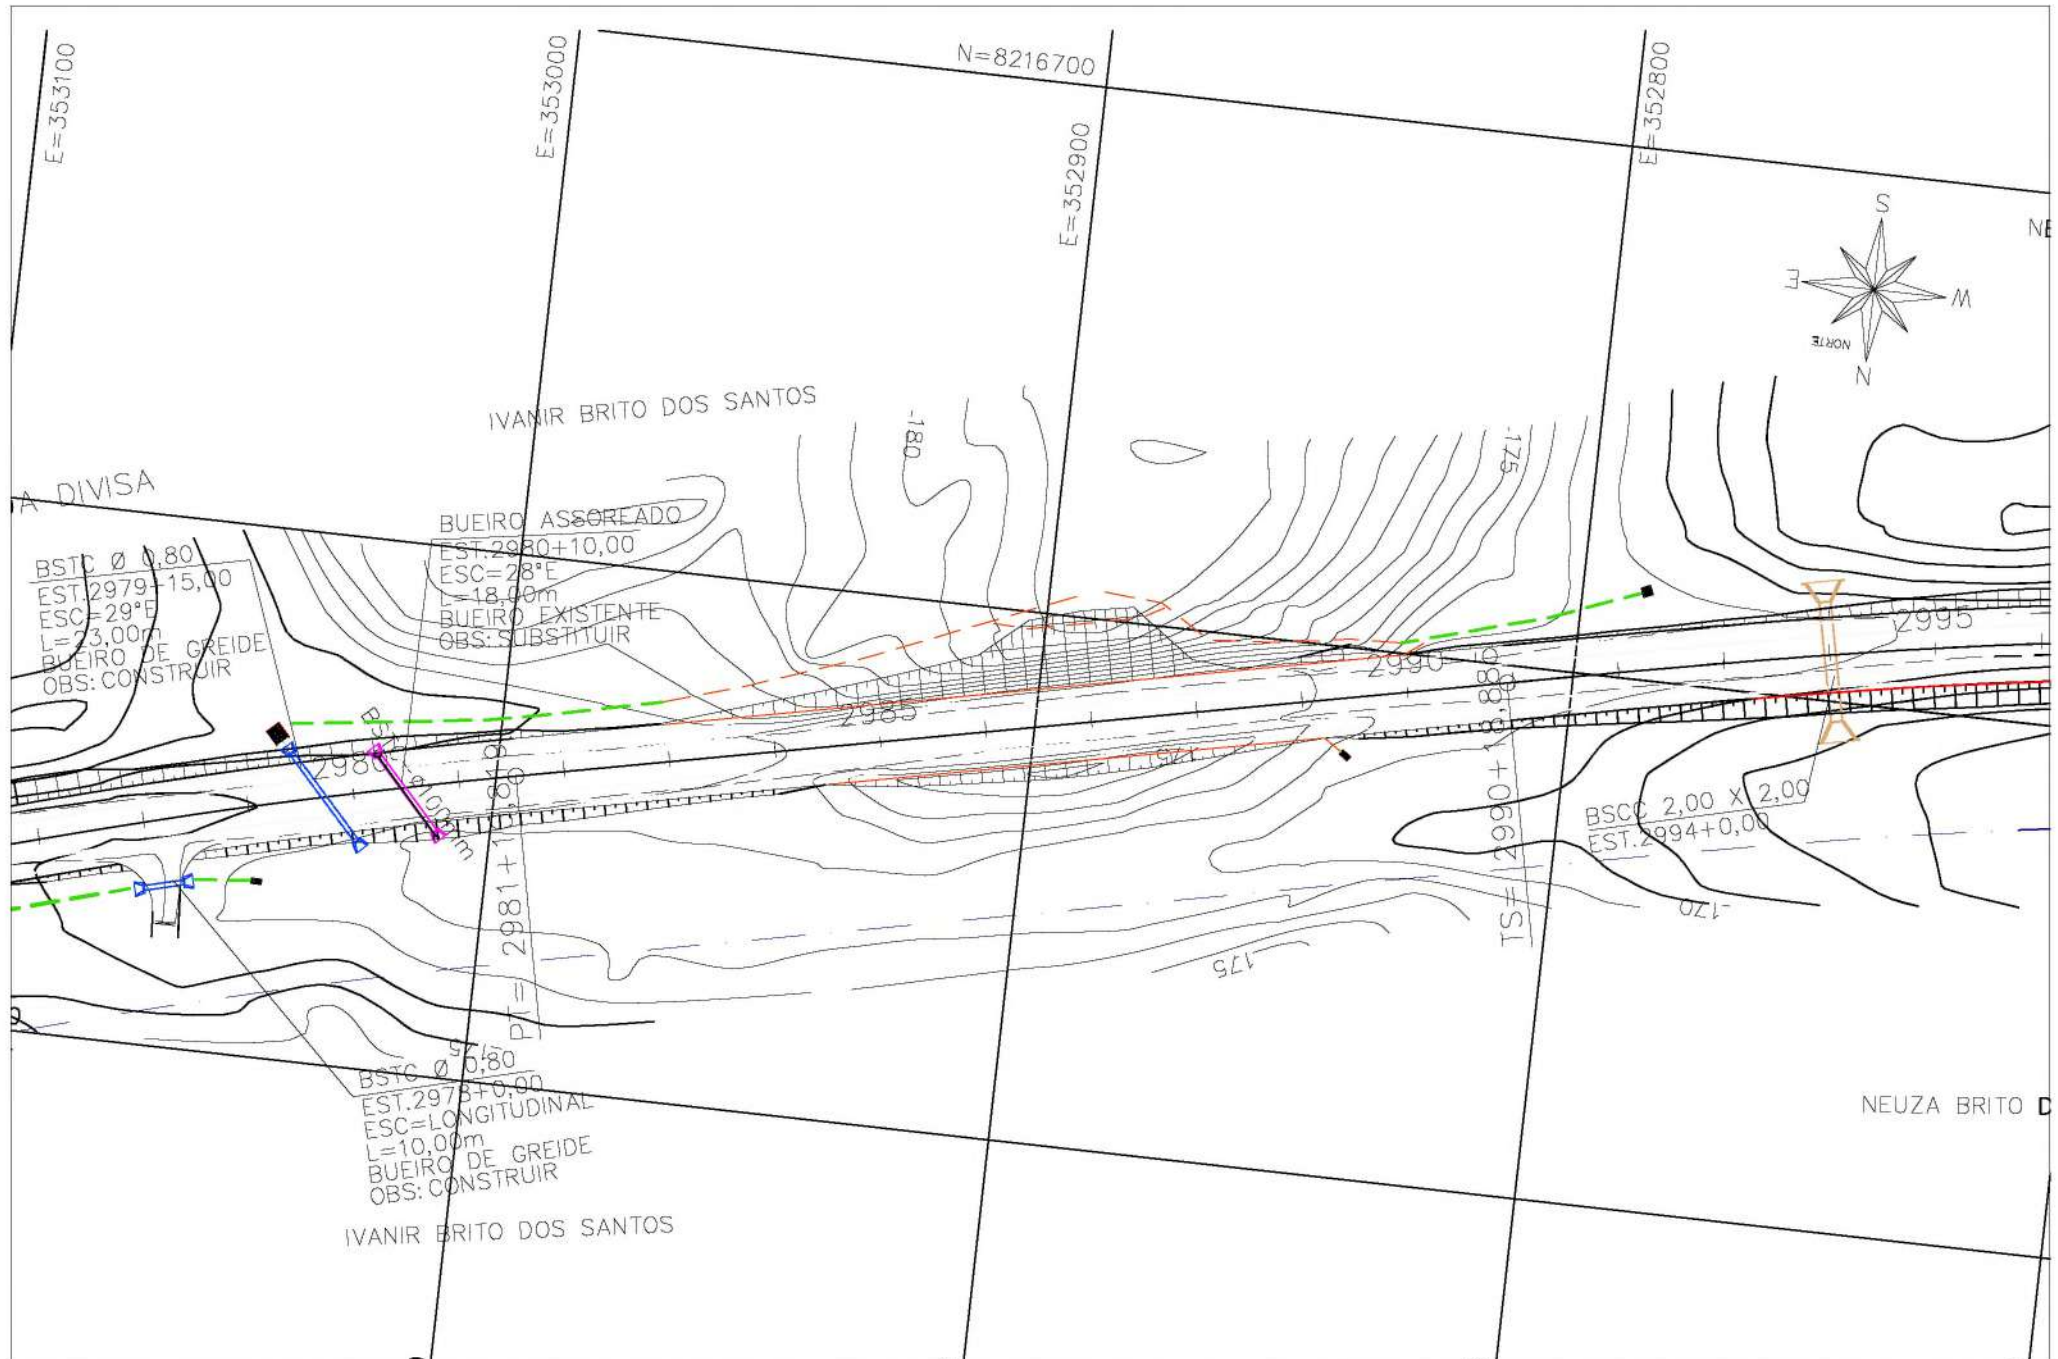 E=353100
E=353000
N=8216700
E=352900
E=352800
S
E
W
NORTE
N
NE
IVANIR BRITO DOS SANTOS
-180
-175
A DIVISA
BSTC Ø 0,80
EST.2979+15,00
ESC=29°E
L=23,00m
BUEIRO DE GREIDE
OBS: CONSTRUIR
BUEIRO ASSOREADO
EST.2980+10,00
ESC=28°E
L=18,00m
BUEIRO EXISTENTE
OBS: SUBSTITUIR
2980
2985
2990
2995
175
BSCC 2,00 X 2,00
EST.2994+0,00
-170
175
-175
BSTC Ø 0,80
EST.2978+0,00
ESC=LONGITUDINAL
L=10,00m
BUEIRO DE GREIDE
OBS: CONSTRUIR
IVANIR BRITO DOS SANTOS
NEUZA BRITO D